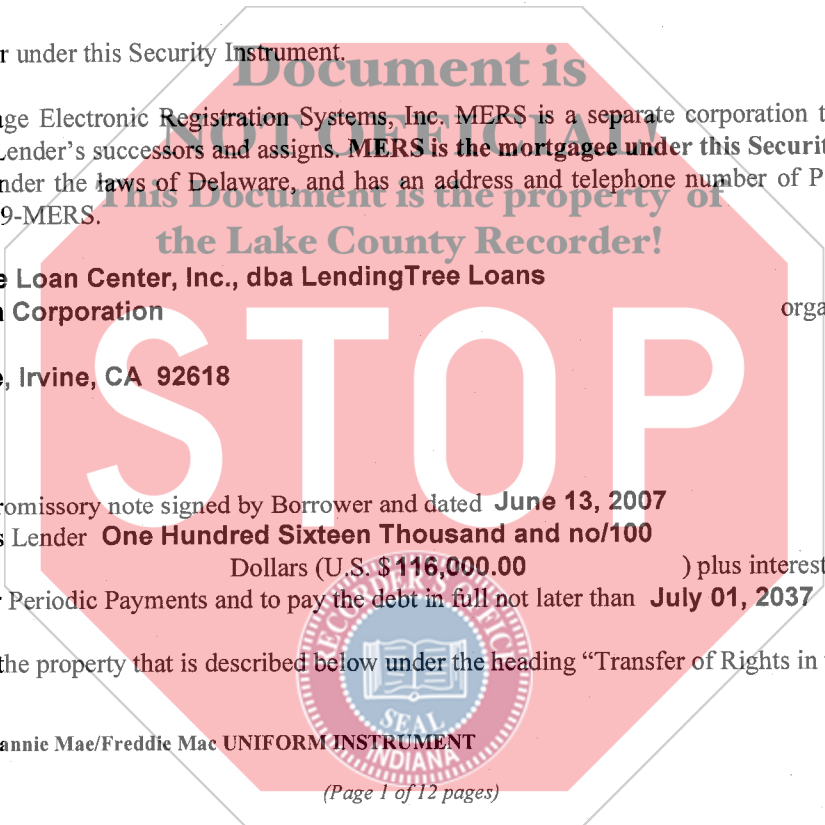 r under this Security Instrument.
Document is
age Electronic Registration Systems, Inc. MERS is a separate corporation t
NOT OFFICIAL!
Lender's successors and assigns. MERS is the mortgagee under this Securit
nder the laws of Delaware, and has an address and telephone number of P
This Document is the property of
9-MERS.
the Lake County Recorder!
e Loan Center, Inc., dba LendingTree Loans
Corporation
orga
STOP
e, Irvine, CA 92618
romissory note signed by Borrower and dated June 13, 2007
s Lender One Hundred Sixteen Thousand and no/100
Dollars (U.S. $116,000.00 ) plus interest
r Periodic Payments and to pay the debt in full not later than July 01, 2037
RECORDER'S OFFICE
the property that is described below under the heading “Transfer of Rights in
SEAL
annie Mae/Freddie Mac UNIFORM INSTRUMENT
INDIANA
(Page 1 of 12 pages)